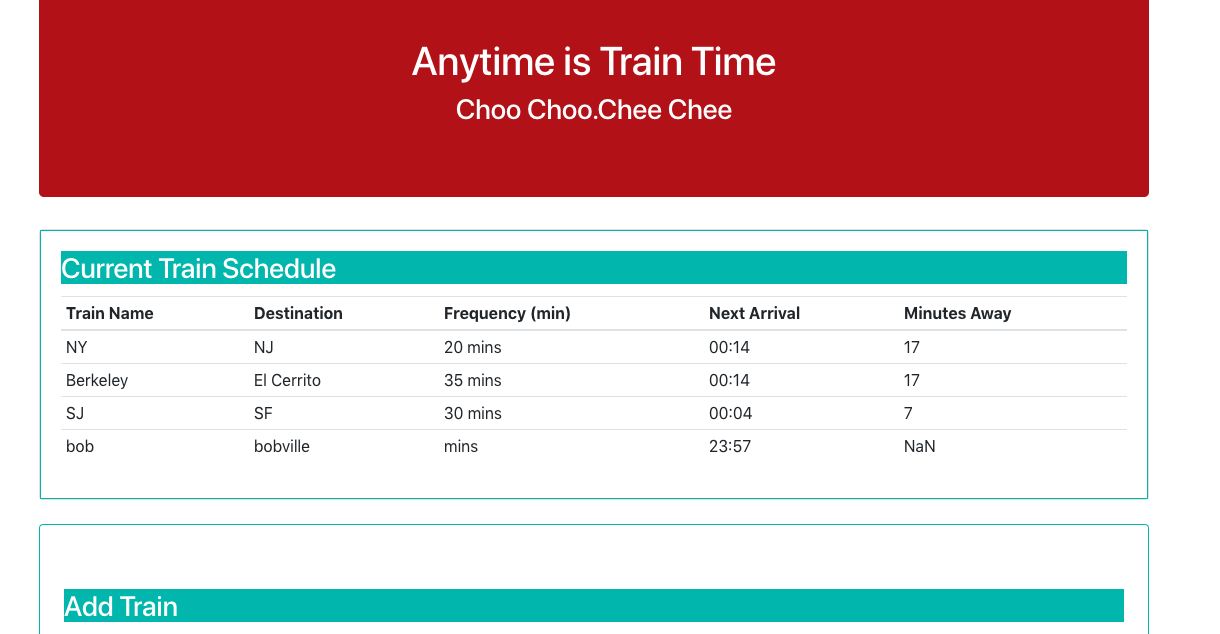 Anytime is Train Time
Choo Choo.Chee Chee
Current Train Schedule
Train Name Destination Frequency (min) Next Arrival Minutes Away
NY NJ 20 mins 00:14 17
Berkeley El Cerrito 35 mins 00:14 17
SJ SF 30 mins 00:04 7
bob bobville mins 23:57 NaN
Add Train